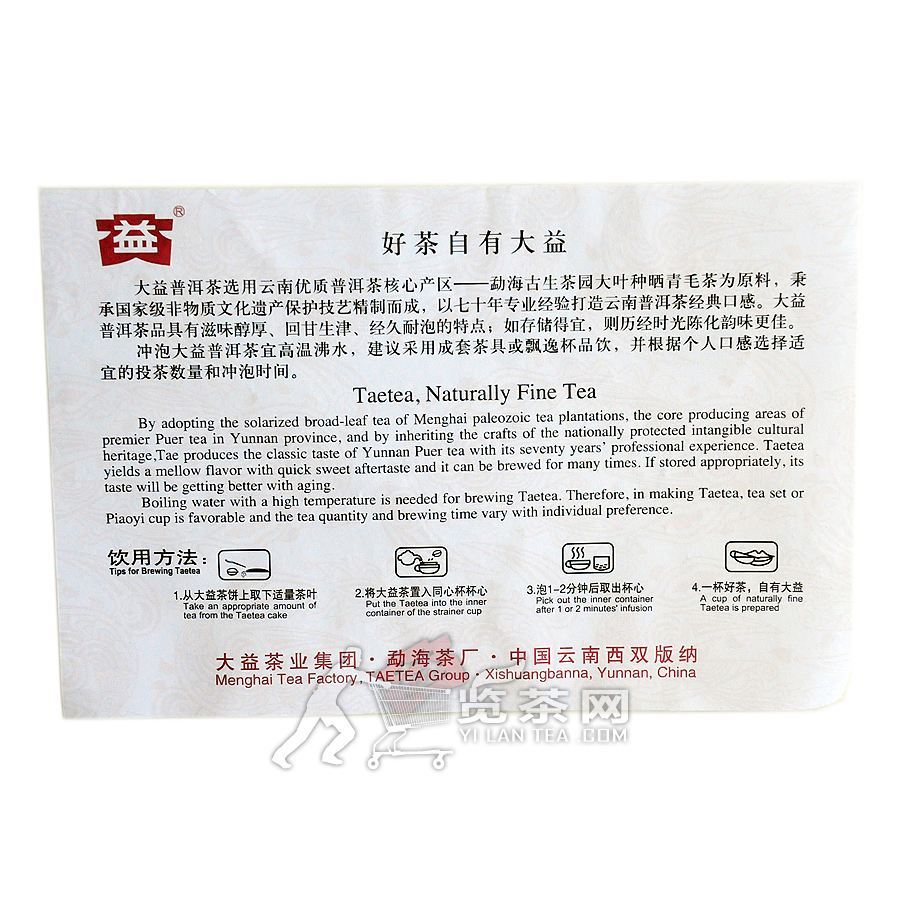 益®
好茶自有大益
大益普洱茶选用云南优质普洱茶核心产区——勐海古生茶园大叶种晒青毛茶为原料，秉
承国家级非物质文化遗产保护技艺精制而成，以七十年专业经验打造云南普洱茶经典口感。大益
普洱茶品具有滋味醇厚、回甘生津、经久耐泡的特点；如存储得宜，则历经时光陈化韵味更佳。
冲泡大益普洱茶宜高温沸水，建议采用成套茶具或飘逸杯品饮，并根据个人口感选择适
宜的投茶数量和冲泡时间。
Taetea, Naturally Fine Tea
By adopting the solarized broad-leaf tea of Menghai paleozoic tea plantations, the core producing areas of
premier Puer tea in Yunnan province, and by inheriting the crafts of the nationally protected intangible cultural
heritage,Tae produces the classic taste of Yunnan Puer tea with its seventy years' professional experience. Taetea
yields a mellow flavor with quick sweet aftertaste and it can be brewed for many times. If stored appropriately, its
taste will be getting better with aging.
Boiling water with a high temperature is needed for brewing Taetea. Therefore, in making Taetea, tea set or
Piaoyi cup is favorable and the tea quantity and brewing time vary with individual preference.
饮用方法：
Tips for Brewing Taetea
1.从大益茶饼上取下适量茶叶
Take an appropriate amount of
tea from the Taetea cake
2.将大益茶置入同心杯杯心
Put the Taetea into the inner
container of the strainer cup
3.泡1-2分钟后取出杯心
Pick out the inner container
after 1 or 2 minutes' infusion
4.一杯好茶，自有大益
A cup of naturally fine
Taetea is prepared
大益茶业集团·勐海茶厂·中国云南西双版纳
Menghai Tea Factory, TAETEA Group · Xishuangbanna, Yunnan, China
览茶网
YI LAN TEA .COM